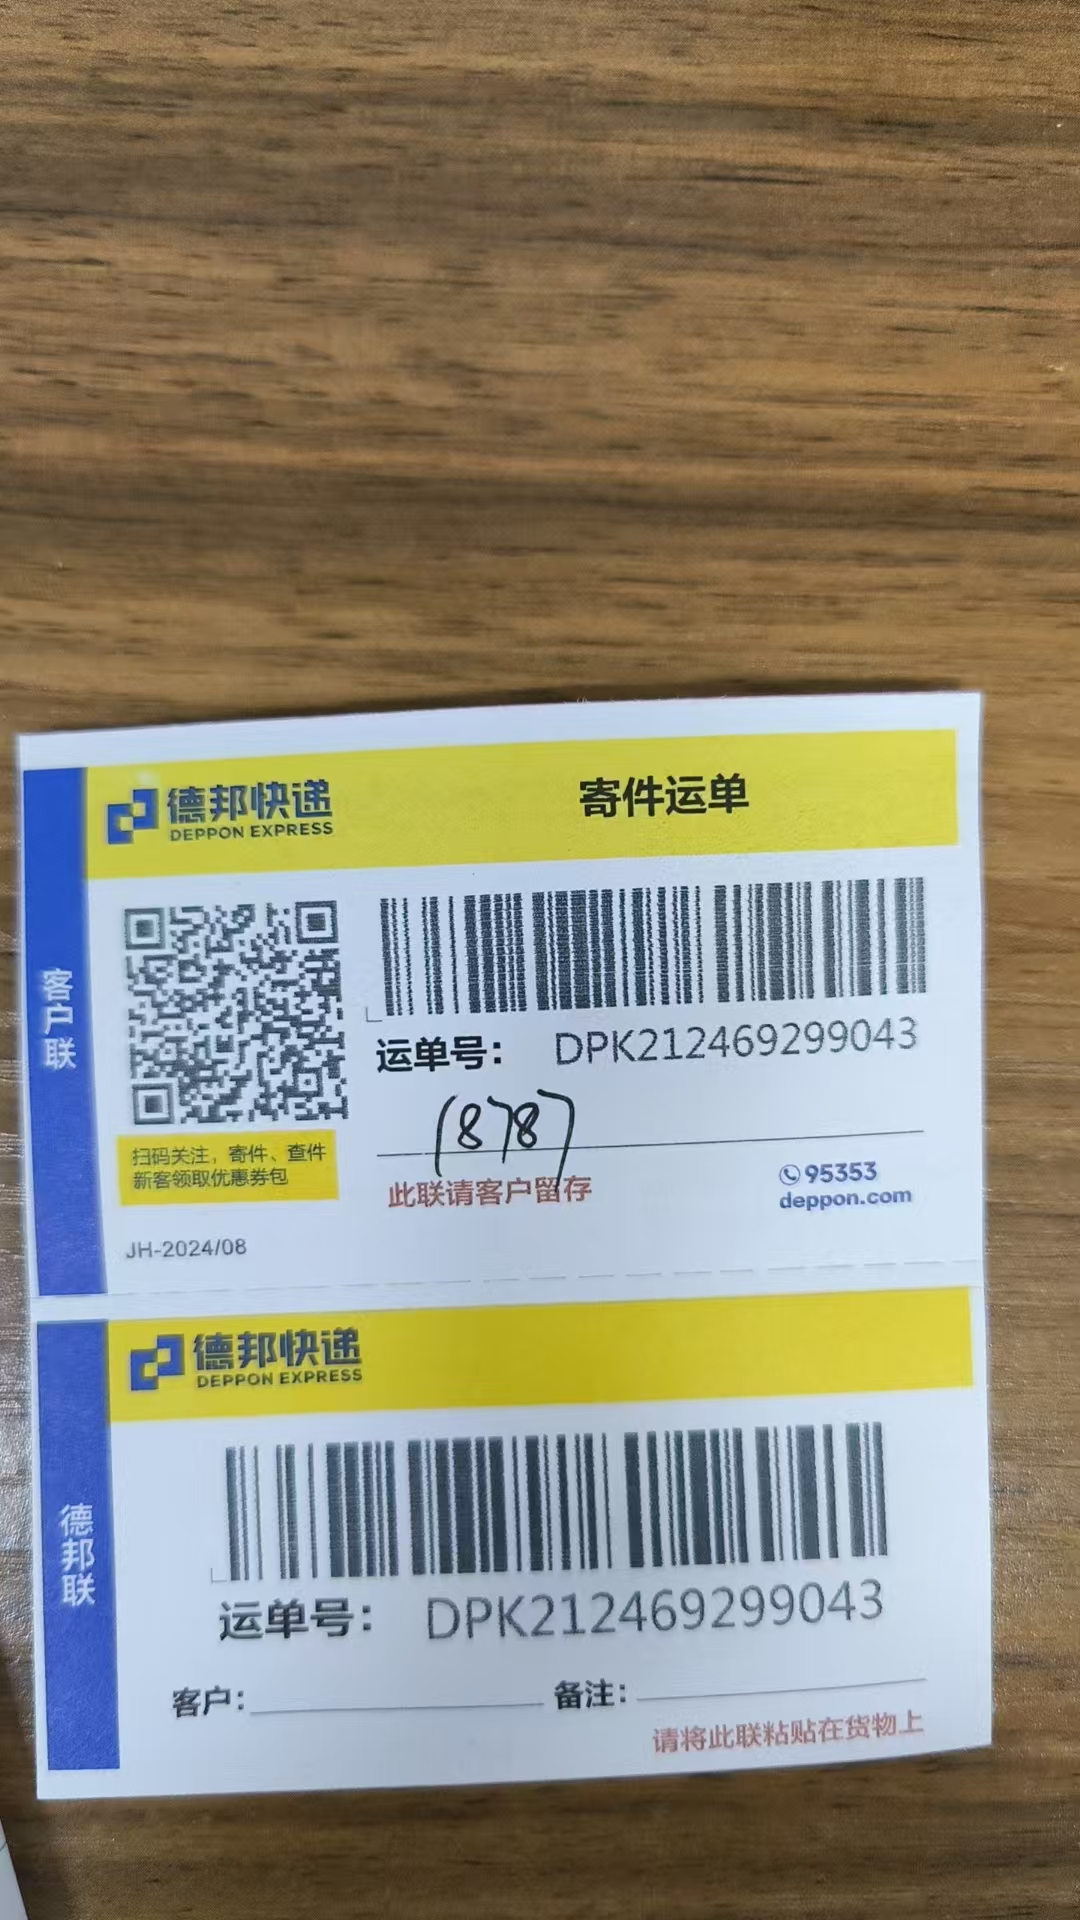 德邦快递
DEPPON EXPRESS
寄件运单
客户联
运单号： DPK212469299043
18787
扫码关注，寄件、查件
新客领取优惠券包
此联请客户留存
95353
deppon.com
JH-2024/08
德邦快递
DEPPON EXPRESS
德邦联
运单号： DPK212469299043
客户：
备注：
请将此联粘贴在货物上